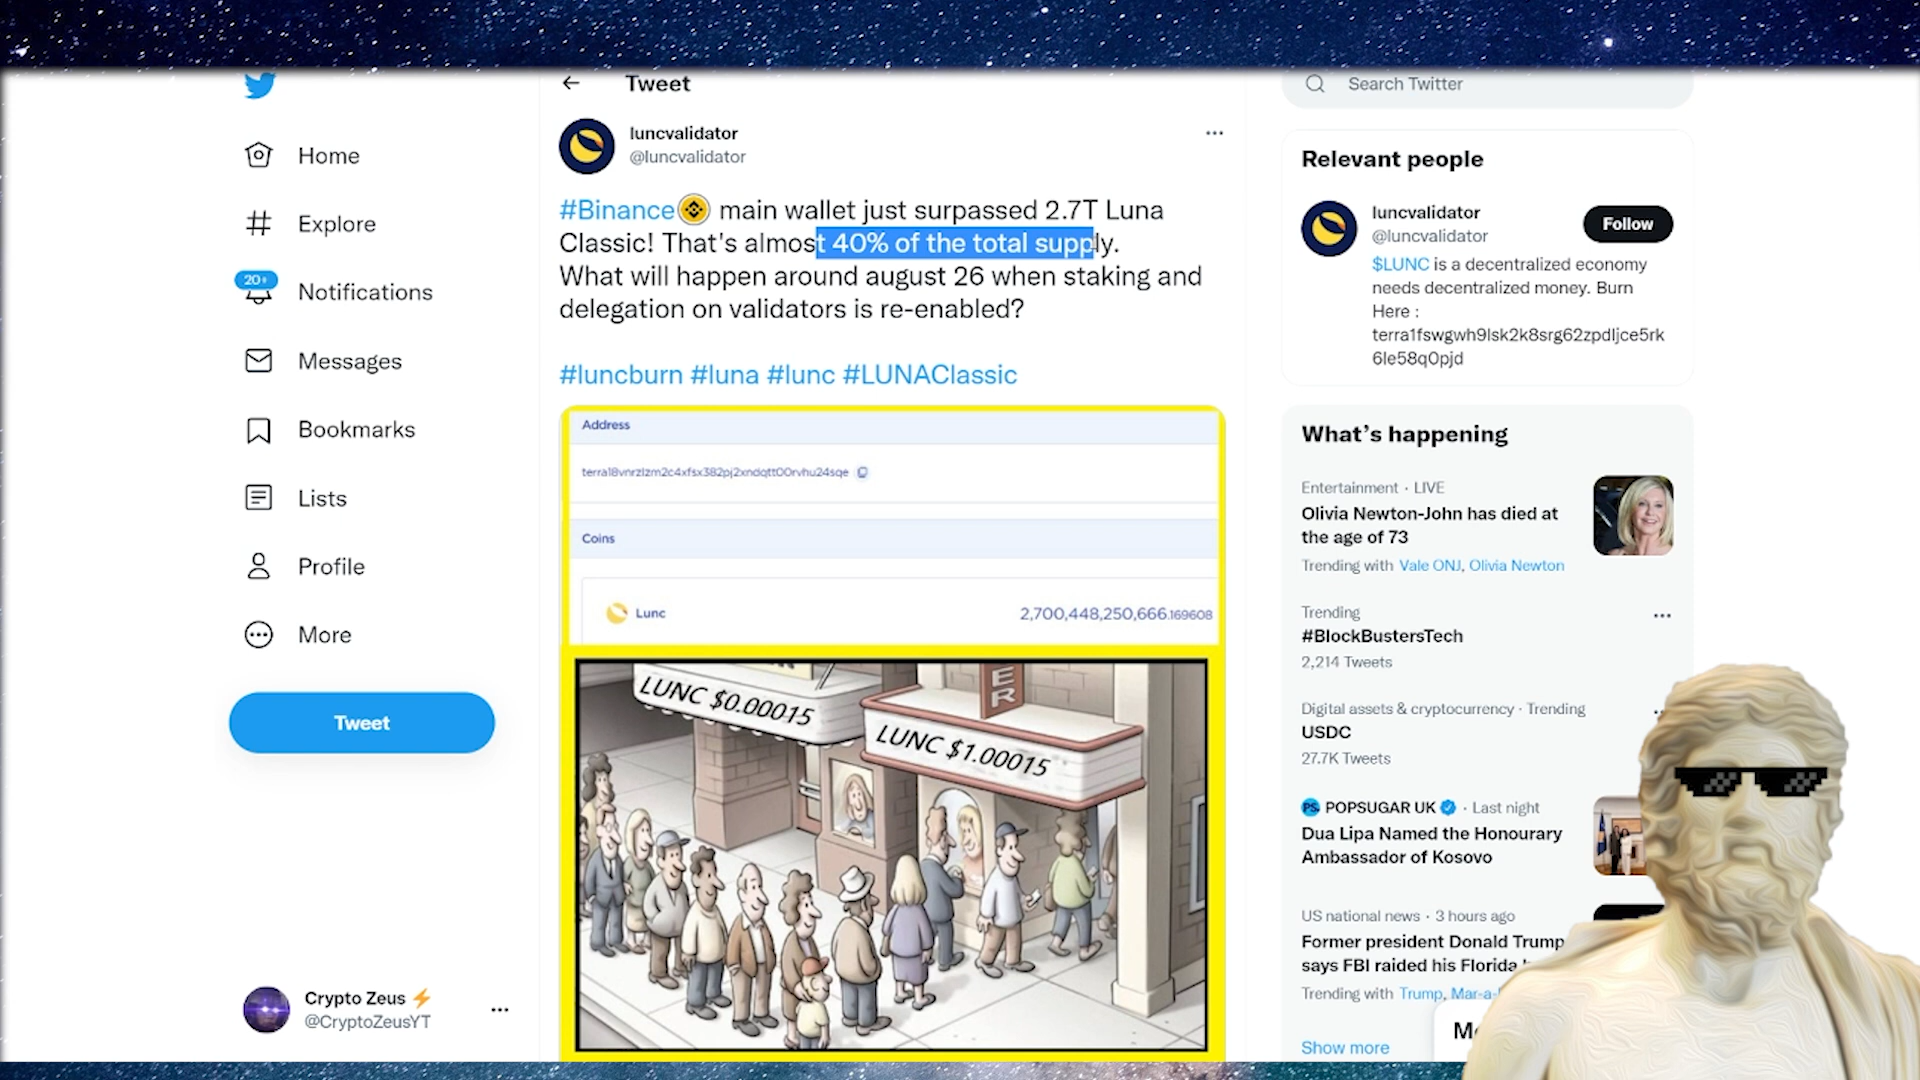 Tweet
Search Twitter
Home
Explore
20+
Notifications
Messages
Bookmarks
Lists
Profile
More
Tweet
Crypto Zeus⚡
@CryptoZeusYT
luncvalidator
@luncvalidator
#Binance main wallet just surpassed 2.7T Luna
Classic! That's almost 40% of the total supply.
What will happen around august 26 when staking and
delegation on validators is re-enabled?
#luncburn #luna #lunc #LUNAClassic
Address
terra18vnrzlzm2c4xfsx382pj2xndqtt00rvhu24sqe
Coins
Lunc
2,700,448,250,666.169608
LUNC $0.00015
ER
LUNC $1.00015
Relevant people
luncvalidator
@luncvalidator
Follow
$LUNC is a decentralized economy
needs decentralized money. Burn
Here :
terra1fswgwh9lsk2k8srg62zpdljce5rk
6le58q0pjd
What's happening
Entertainment · LIVE
Olivia Newton-John has died at
the age of 73
Trending with Vale ONJ, Olivia Newton
Trending
#BlockBustersTech
2,214 Tweets
Digital assets & cryptocurrency · Trending
USDC
27.7K Tweets
PS POPSUGAR UK · Last night
Dua Lipa Named the Honourary
Ambassador of Kosovo
US national news · 3 hours ago
Former president Donald Trump
says FBI raided his Florida
Trending with Trump, Mar-a-
Show more